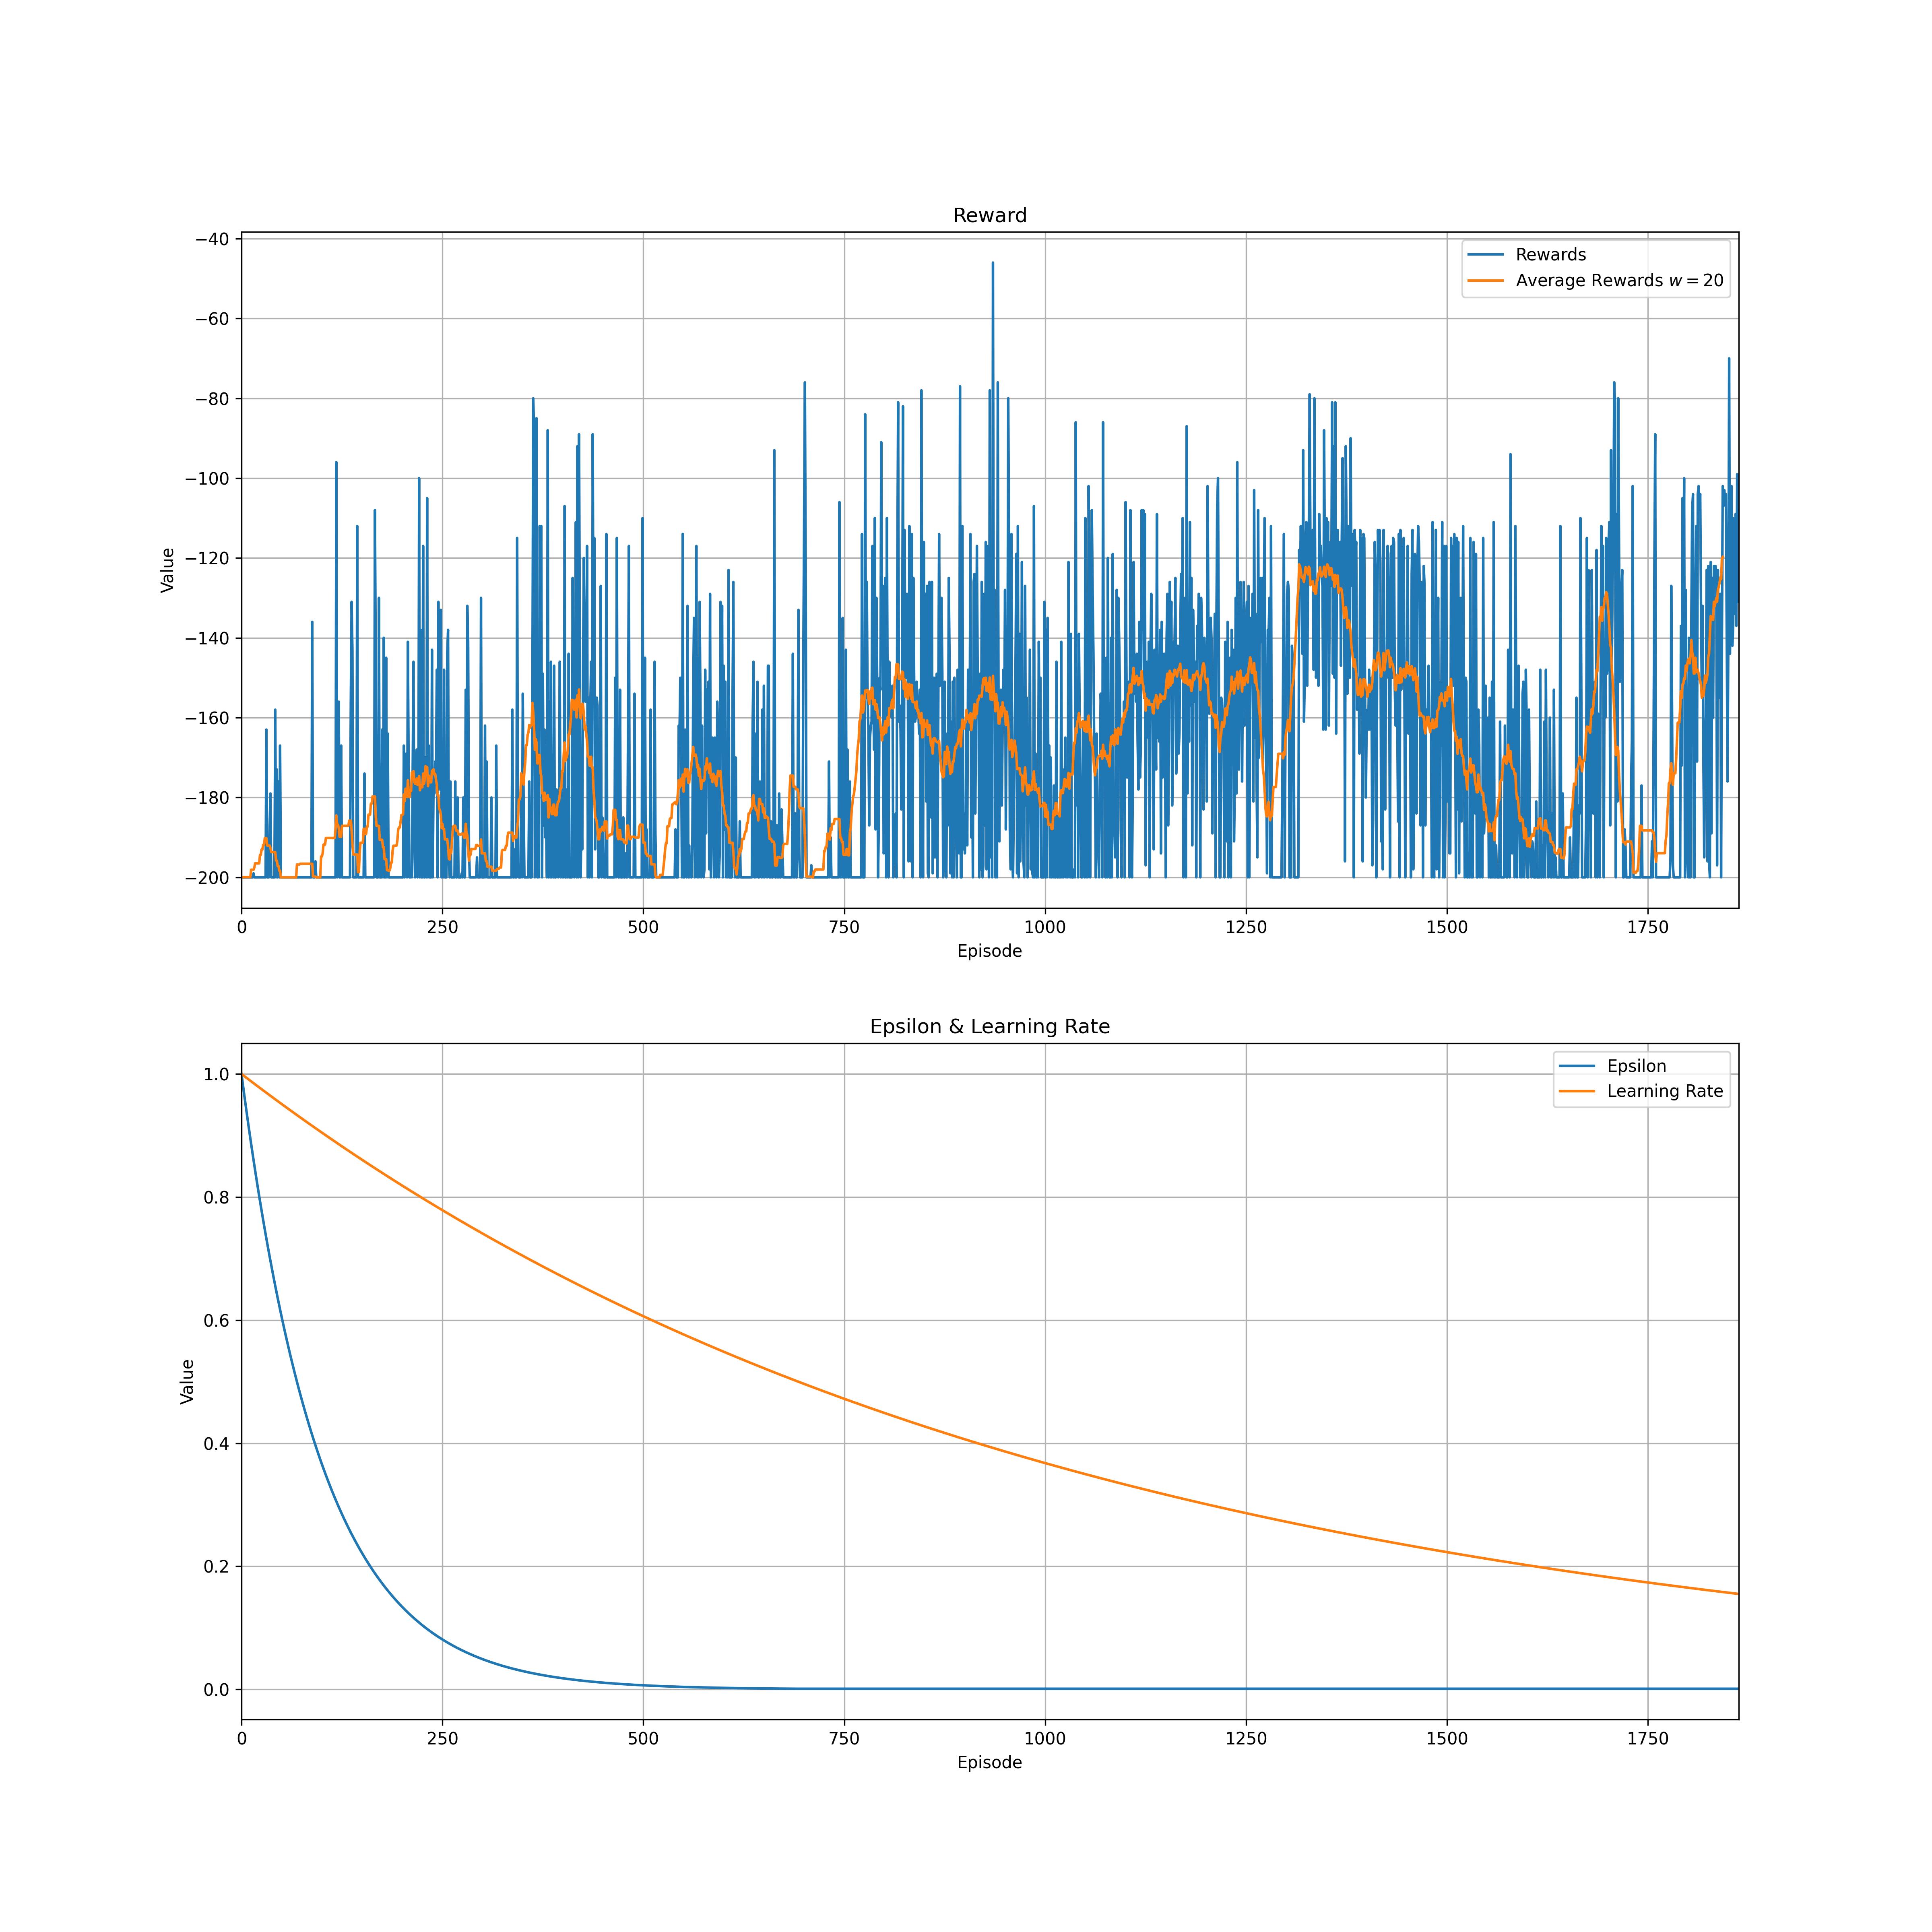 Reward
−40
−60
−80
−100
−120
−140
−160
−180
−200
Value
Rewards
Average Rewards w = 20
0 250 500 750 1000 1250 1500 1750
Episode
Epsilon & Learning Rate
1.0
0.8
0.6
0.4
0.2
0.0
Value
Epsilon
Learning Rate
0 250 500 750 1000 1250 1500 1750
Episode